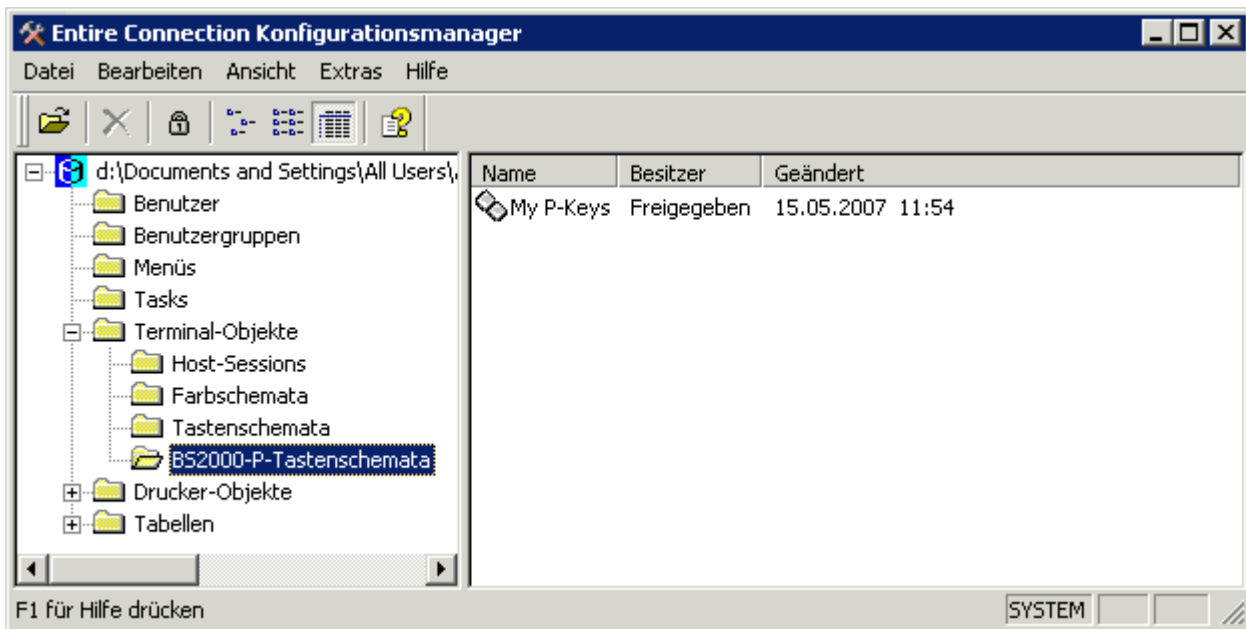 Entire Connection Konfigurationsmanager
Datei Bearbeiten Ansicht Extras Hilfe
d:\Documents and Settings\All Users\
Benutzer
Benutzergruppen
Menüs
Tasks
Terminal-Objekte
Host-Sessions
Farbschemata
Tastenschemata
BS2000-P-Tastenschemata
Drucker-Objekte
Tabellen
Name Besitzer Geändert
My P-Keys Freigegeben 15.05.2007 11:54
F1 für Hilfe drücken
SYSTEM